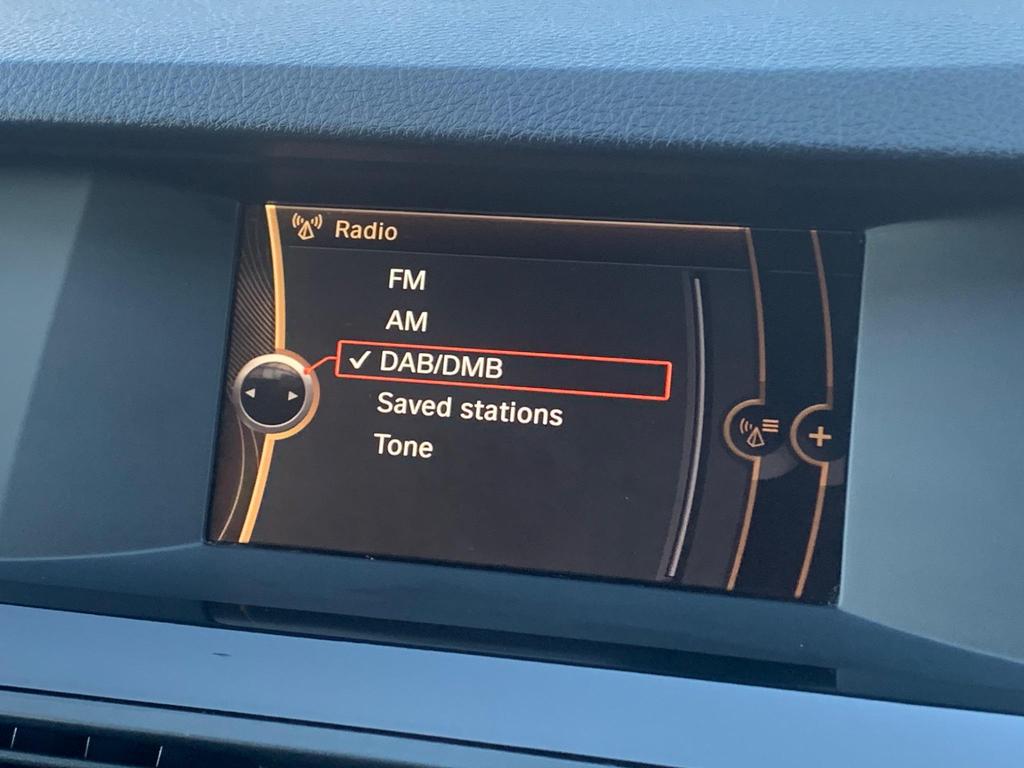 Radio
FM
AM
✓ DAB/DMB
Saved stations
Tone